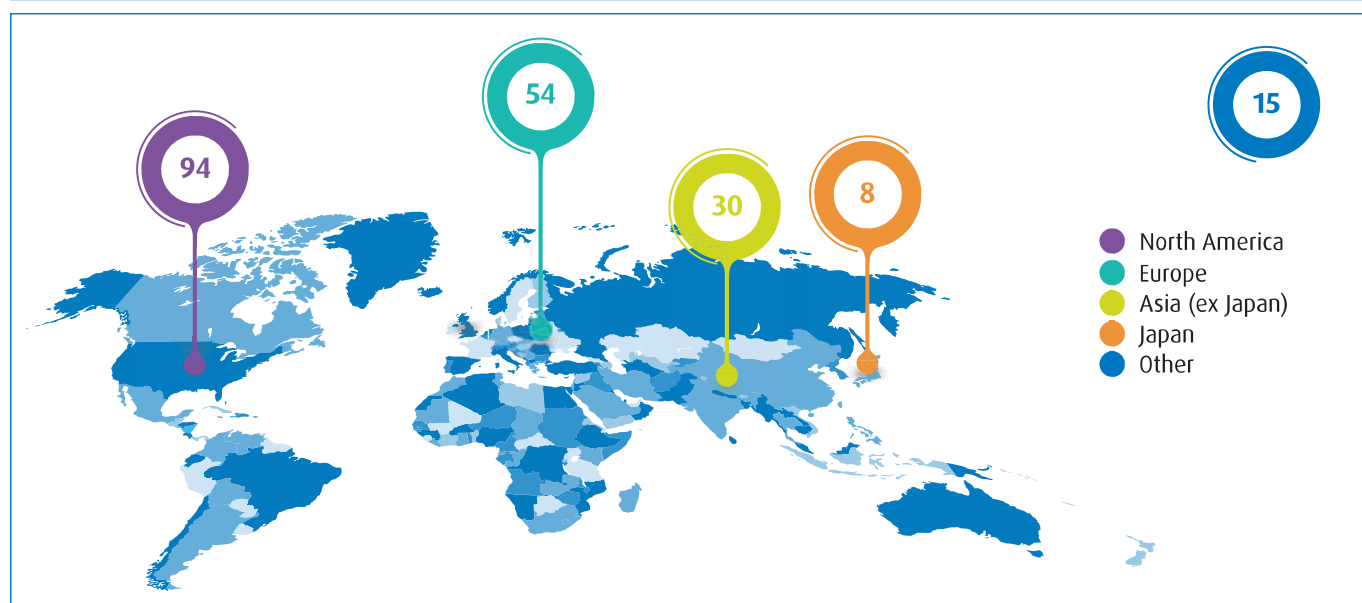 54
15
94
30
8
North America
Europe
Asia (ex Japan)
Japan
Other